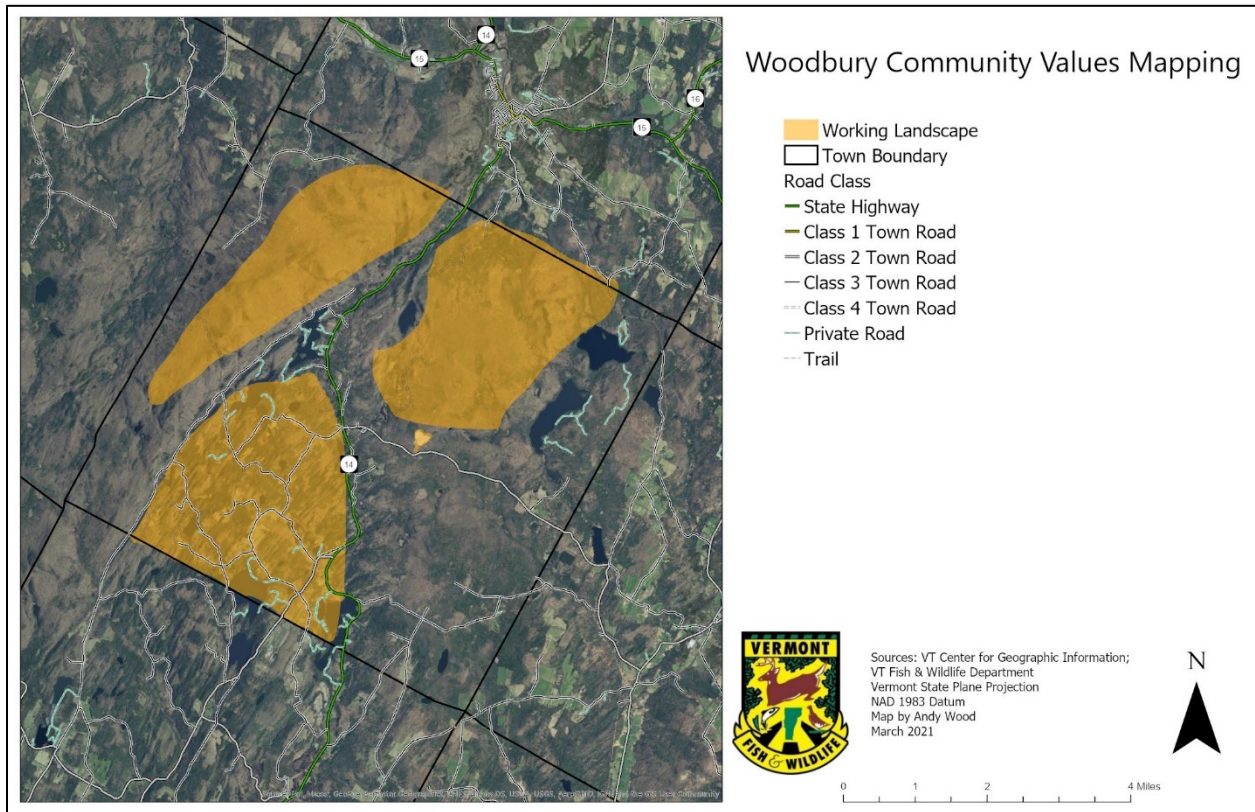 Woodbury Community Values Mapping
Working Landscape
Town Boundary
Road Class
State Highway
Class 1 Town Road
Class 2 Town Road
Class 3 Town Road
Class 4 Town Road
Private Road
Trail
14
15
16
15
14
VERMONT
FISH & WILDLIFE
Sources: VT Center for Geographic Information;
VT Fish & Wildlife Department
Vermont State Plane Projection
NAD 1983 Datum
Map by Andy Wood
March 2021
N
0 1 2 4 Miles